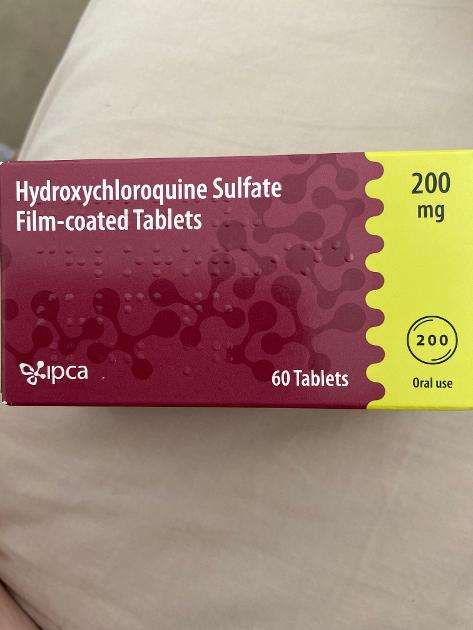 Hydroxychloroquine Sulfate
Film-coated Tablets
200
mg
200
Oral use
ipca
60 Tablets